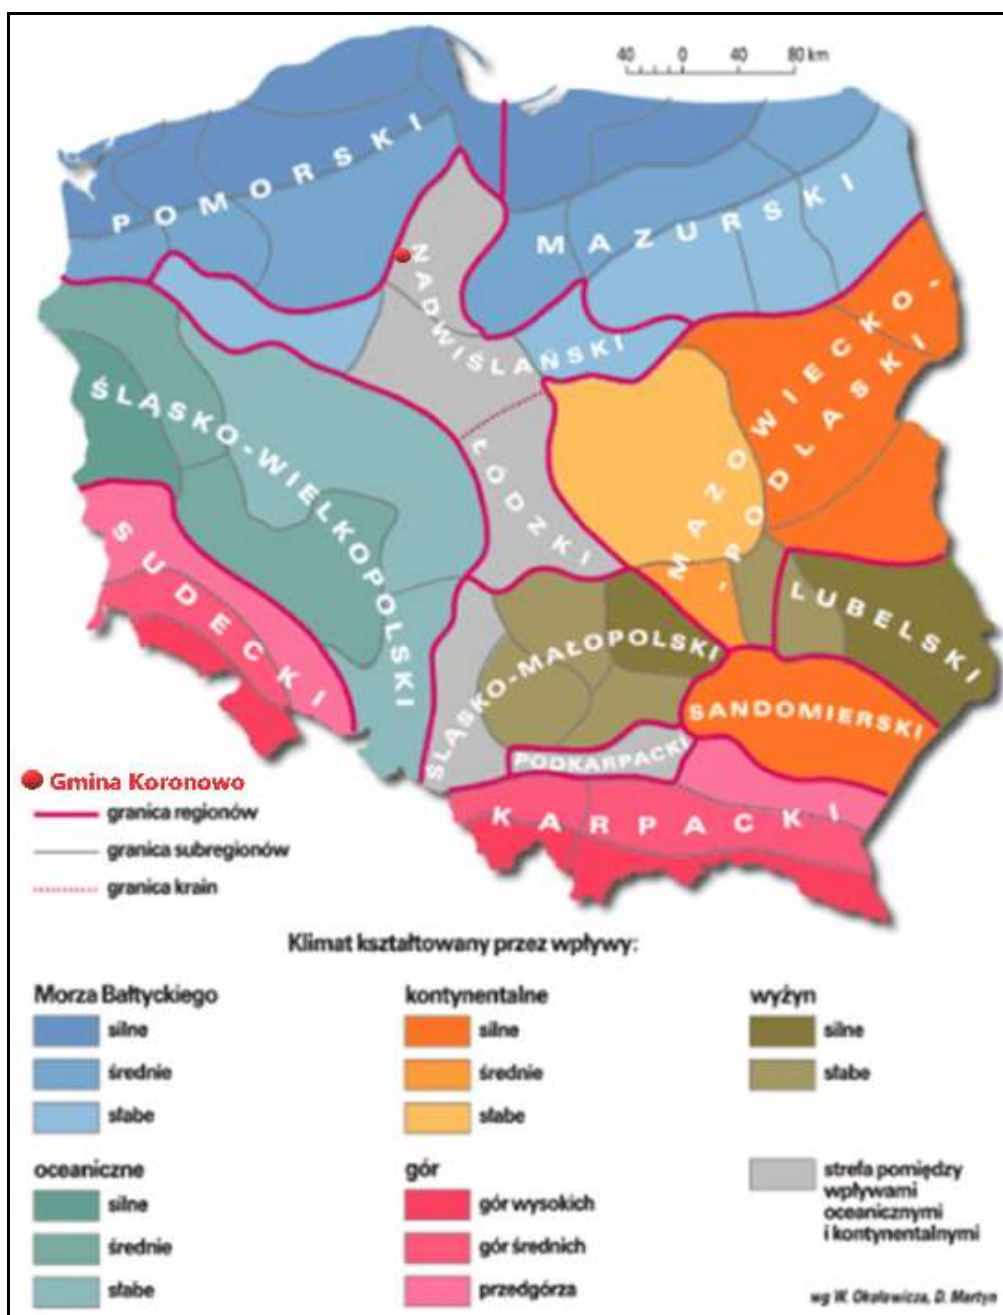 40 0 40 80 km
POMORSKI
MAZURSKI
NADWIŚLAŃSKI
MAZOWIECKO-
-PODLASKI
ŚLĄSKO-WIELKOPOLSKI
ŁÓDZKI
SUDECKI
LUBELSKI
ŚLĄSKO-MAŁOPOLSKI
SANDOMIERSKI
PODKARPACKI
KARPACKI
Gmina Koronowo
granica regionów
granica subregionów
granica krain
Klimat kształtowany przez wpływy:
Morza Bałtyckiego
silne
średnie
słabe
kontynentalne
silne
średnie
słabe
wyżyn
silne
słabe
oceaniczne
silne
średnie
słabe
gór
gór wysokich
gór średnich
przedgórza
strefa pomiędzy
wpływami
oceanicznymi
i kontynentalnymi
wg W. Okołowicza, D. Martyn